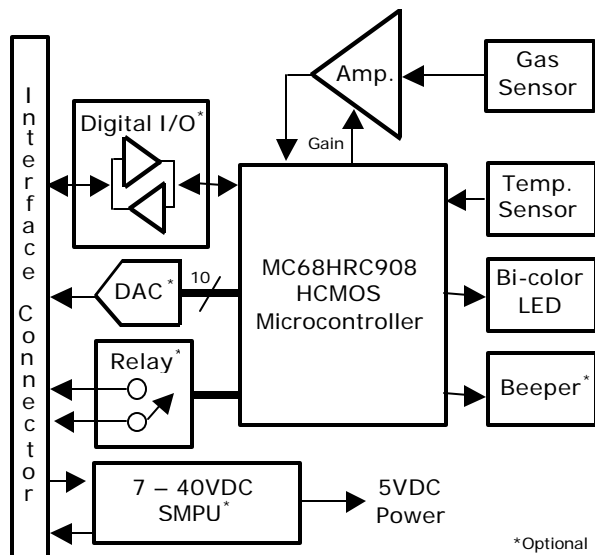 Interface Connector
Digital I/O*
DAC*
10
Relay*
7 – 40VDC
SMPU*
5VDC
Power
Amp.
Gain
MC68HRC908
HCMOS
Microcontroller
Gas
Sensor
Temp.
Sensor
Bi-color
LED
Beeper*
*Optional